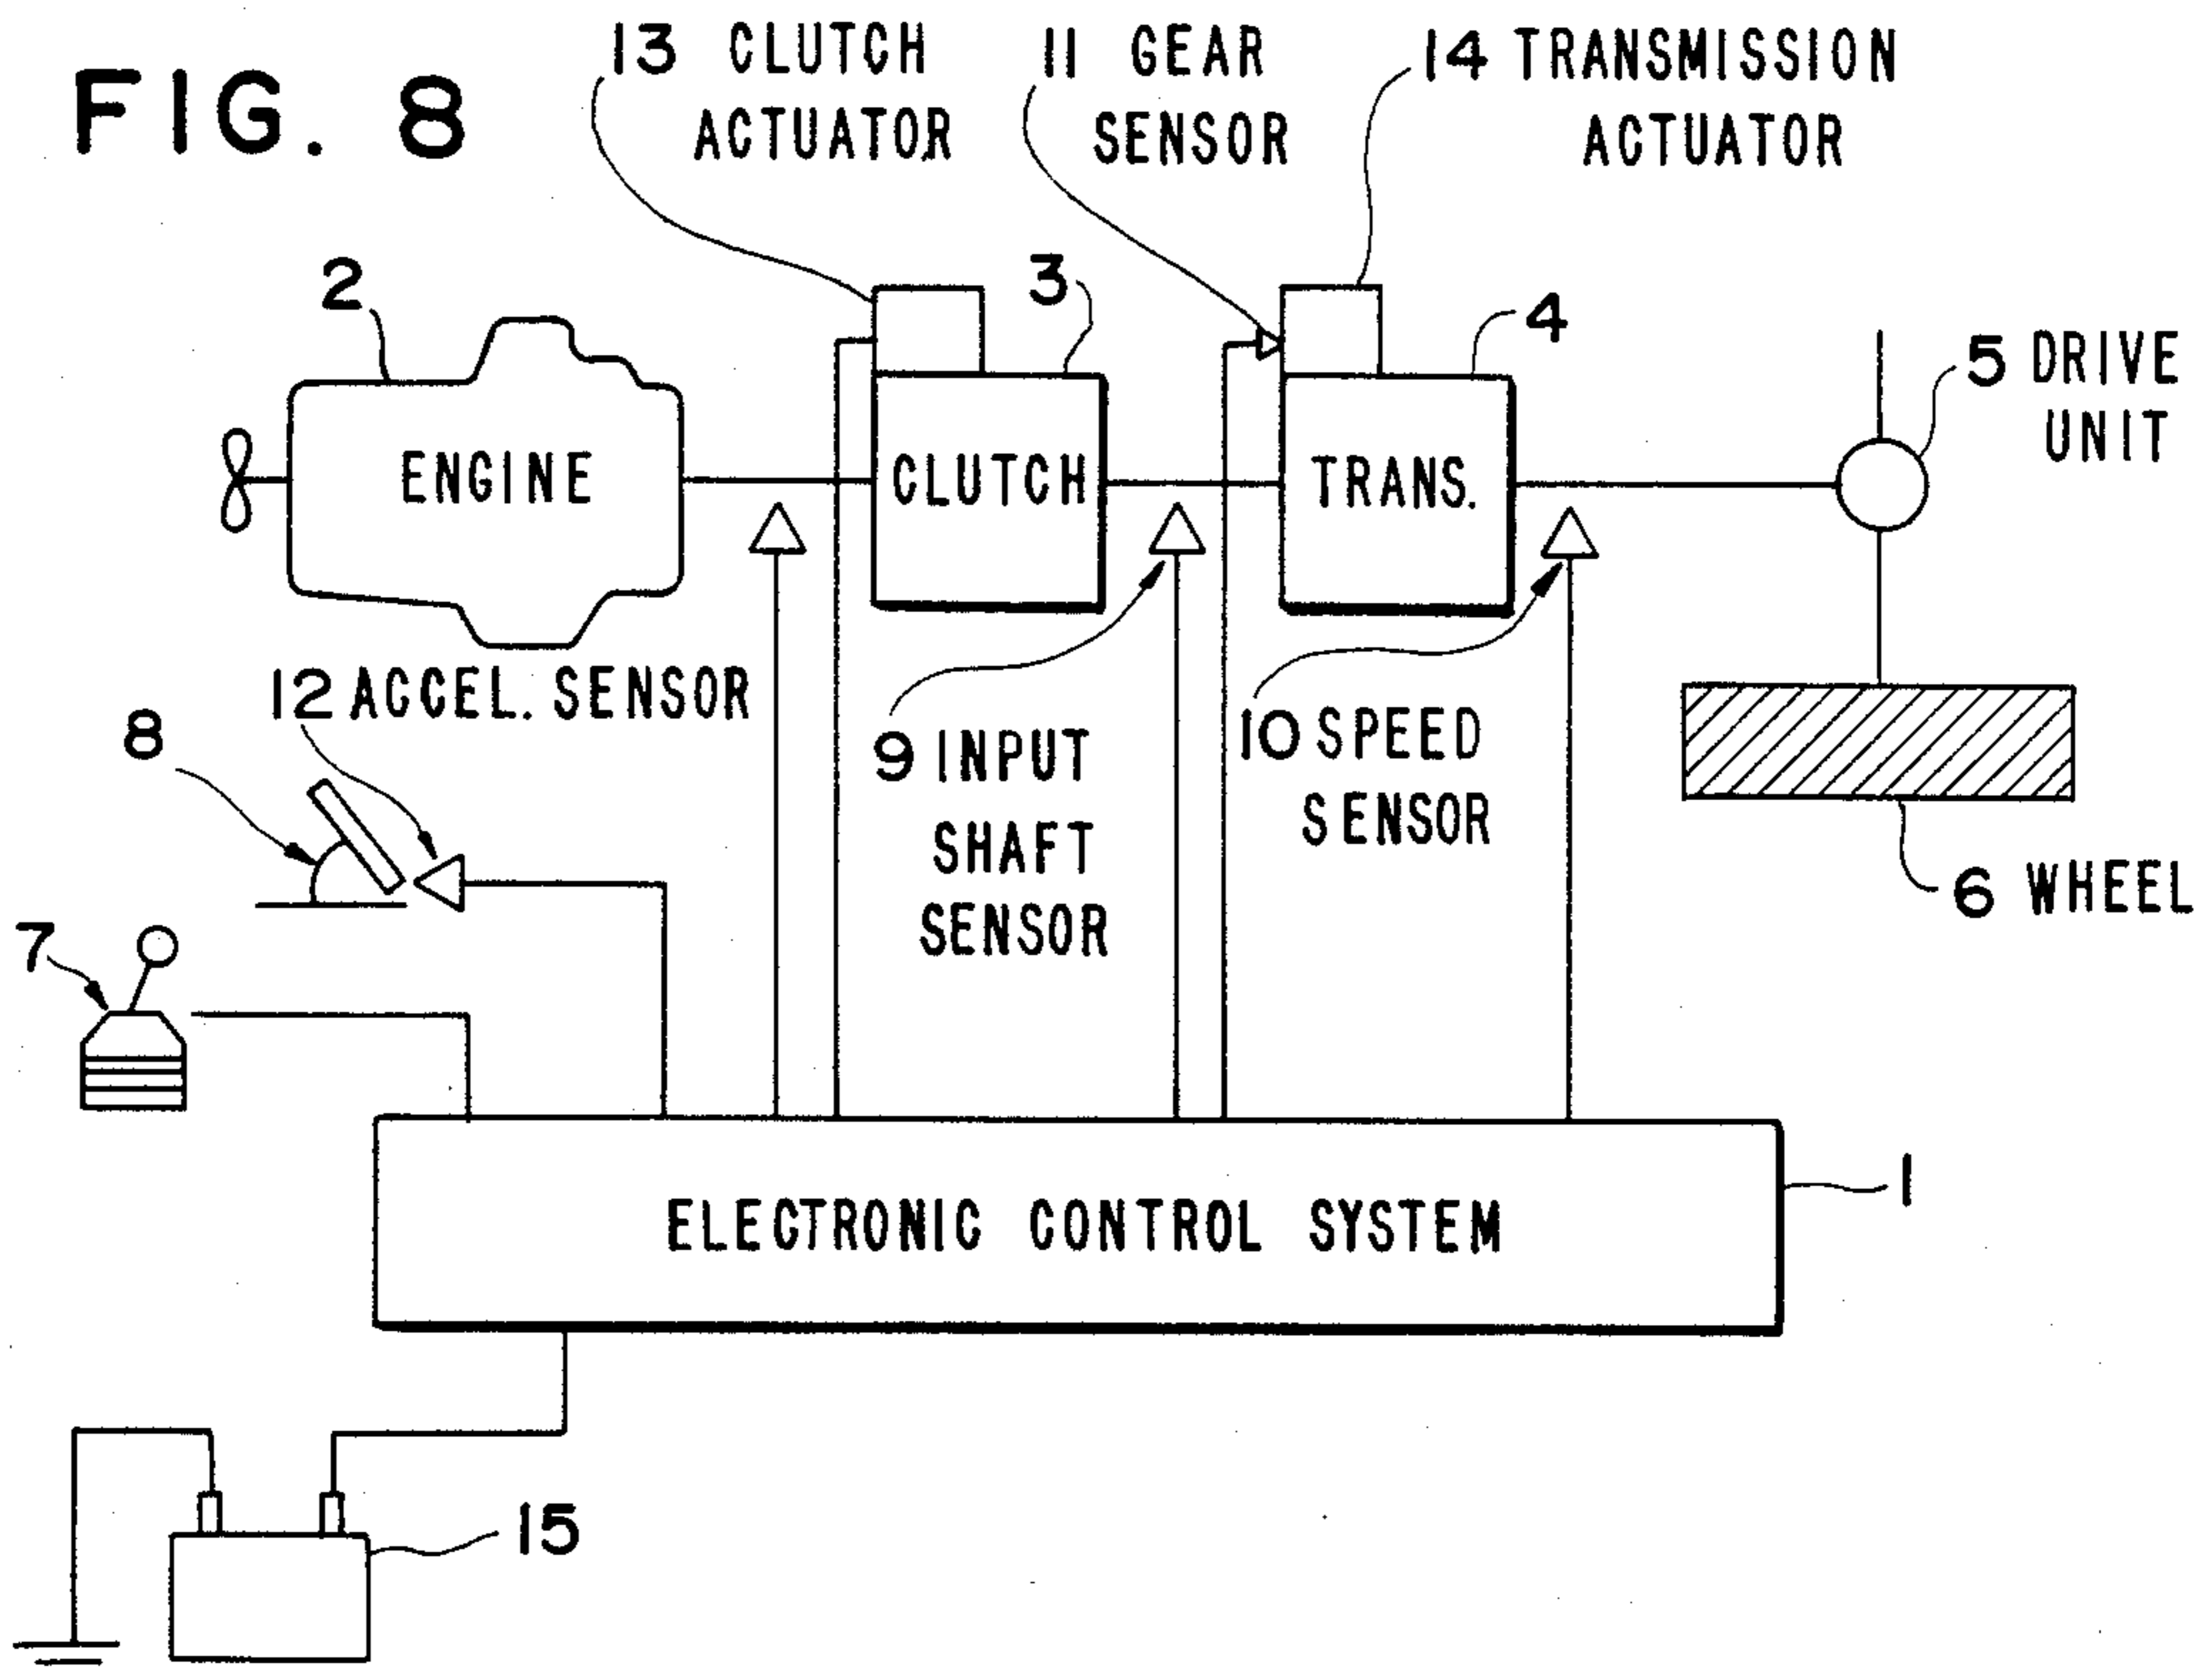 FIG. 8
13 CLUTCH
ACTUATOR
11 GEAR
SENSOR
14 TRANSMISSION
ACTUATOR
2
3
4
5 DRIVE
UNIT
ENGINE
CLUTCH
TRANS.
12 ACCEL. SENSOR
8
9 INPUT
SHAFT
SENSOR
10 SPEED
SENSOR
6 WHEEL
7
ELECTRONIC CONTROL SYSTEM
1
15